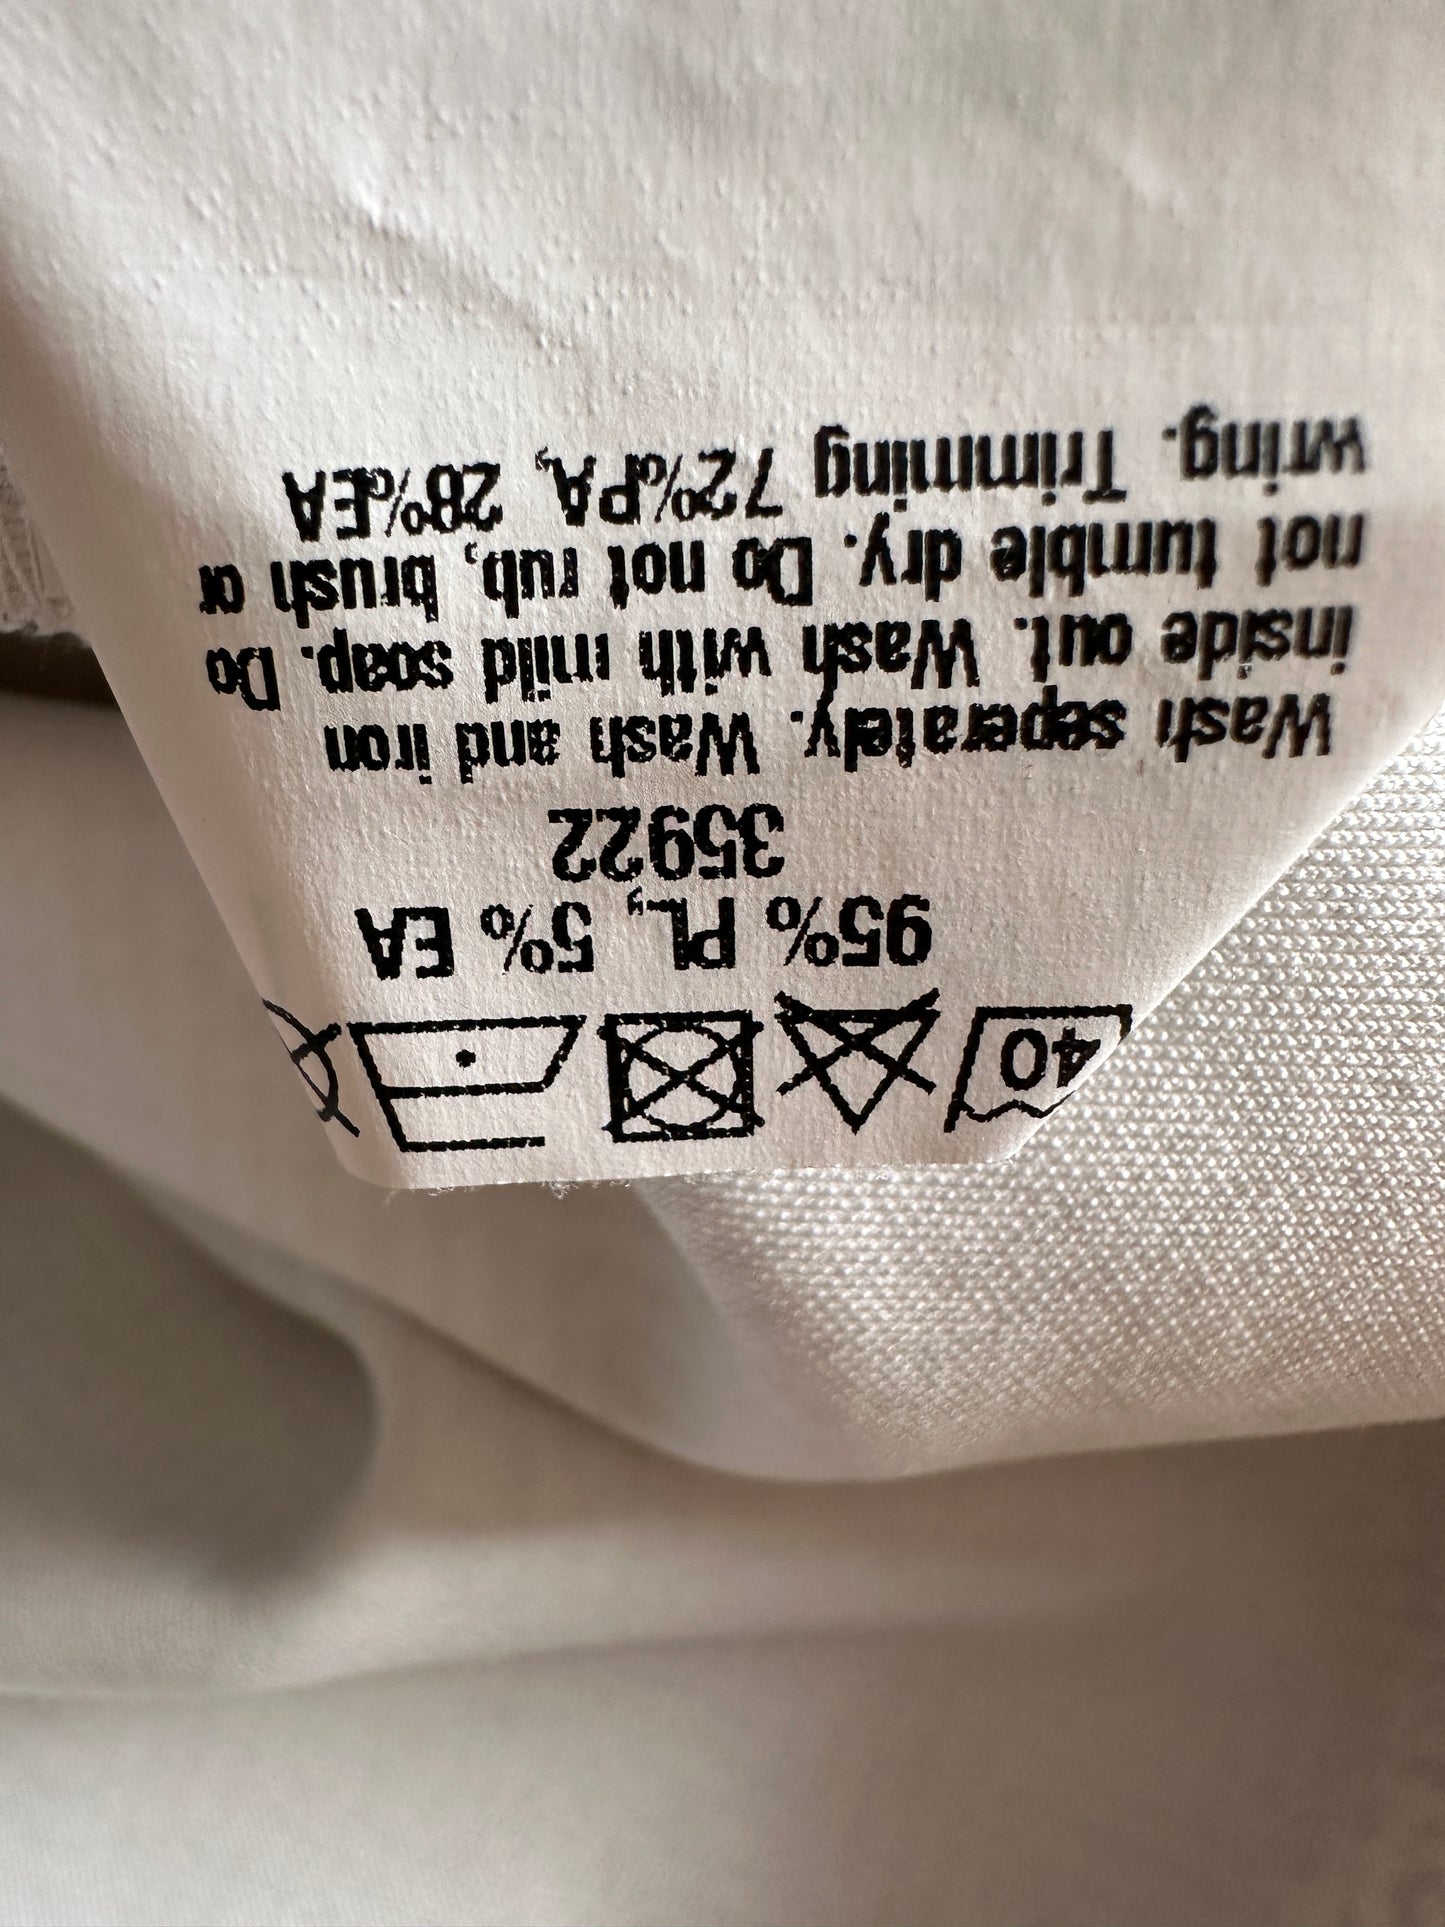 40
95% PL, 5% EA
35922
Wash seperately. Wash and iron
inside out. Wash with mild soap. Do
not tumble dry. Do not rub, brush or
wring. Trimming 72%PA, 28%EA